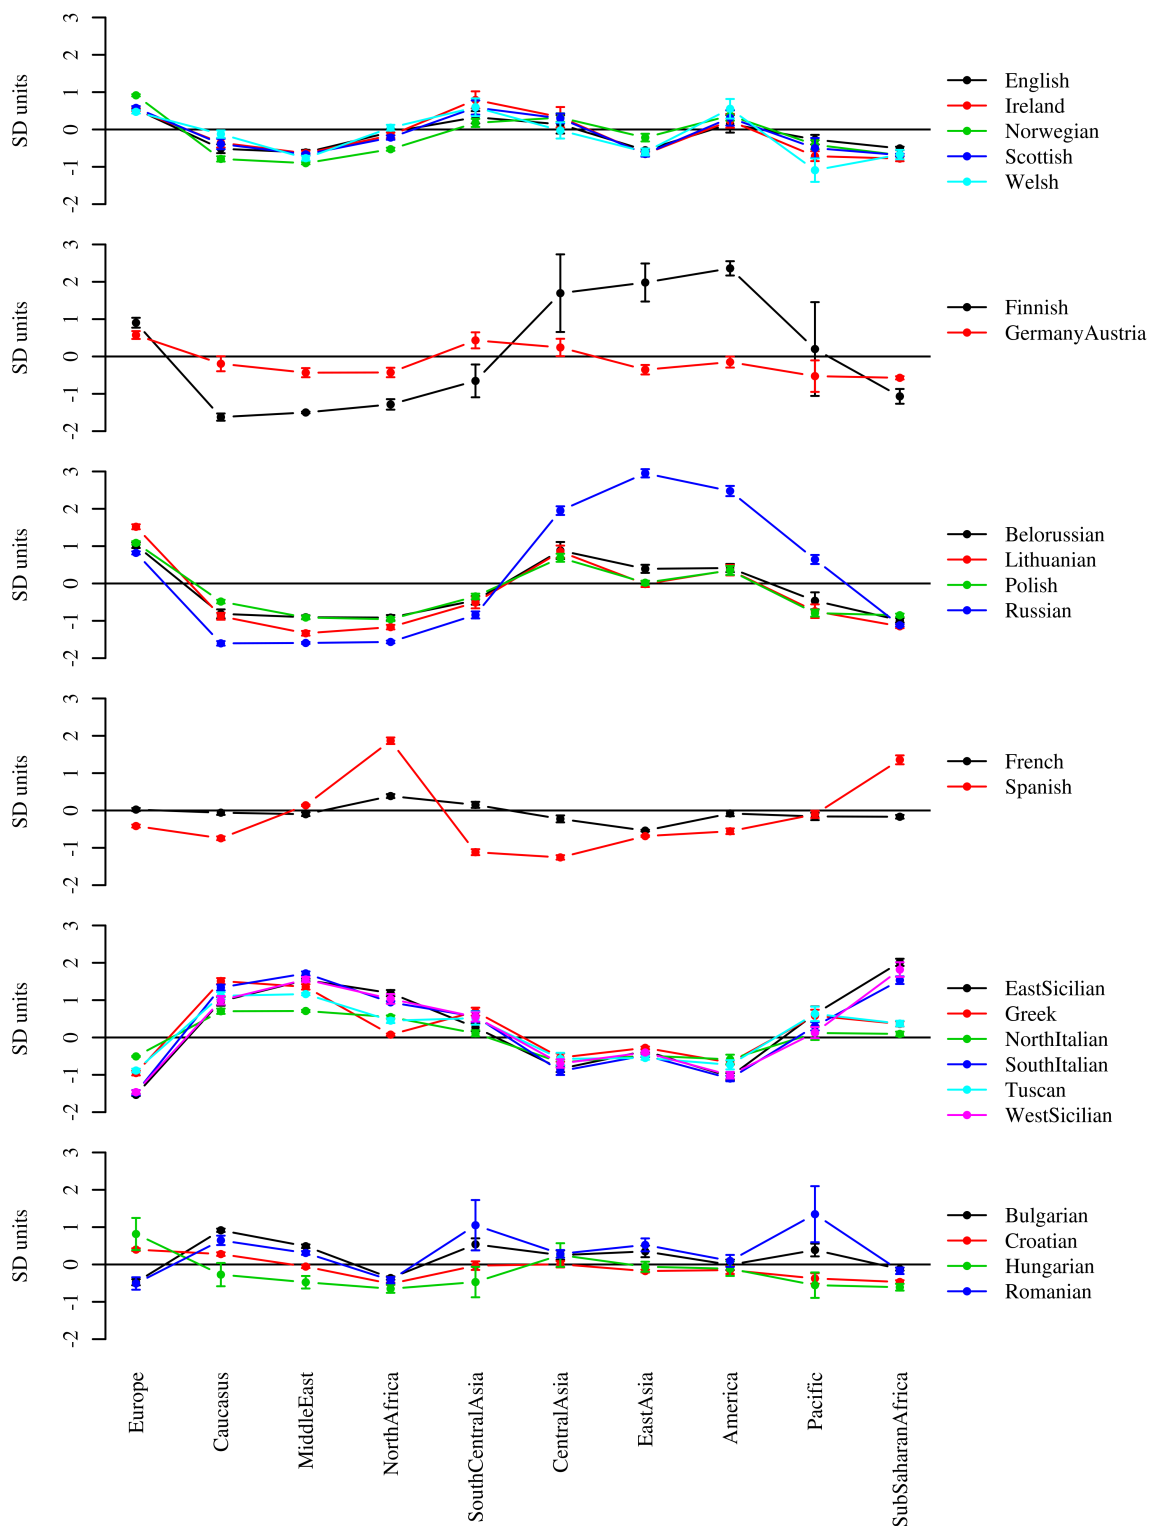 SD units
3
2
1
0
-1
-2
English
Ireland
Norwegian
Scottish
Welsh
SD units
3
2
1
0
-1
-2
Finnish
GermanyAustria
SD units
3
2
1
0
-1
-2
Belorussian
Lithuanian
Polish
Russian
SD units
3
2
1
0
-1
-2
French
Spanish
SD units
3
2
1
0
-1
-2
EastSicilian
Greek
NorthItalian
SouthItalian
Tuscan
WestSicilian
SD units
3
2
1
0
-1
-2
Bulgarian
Croatian
Hungarian
Romanian
Europe
Caucasus
MiddleEast
NorthAfrica
SouthCentralAsia
CentralAsia
EastAsia
America
Pacific
SubSaharanAfrica